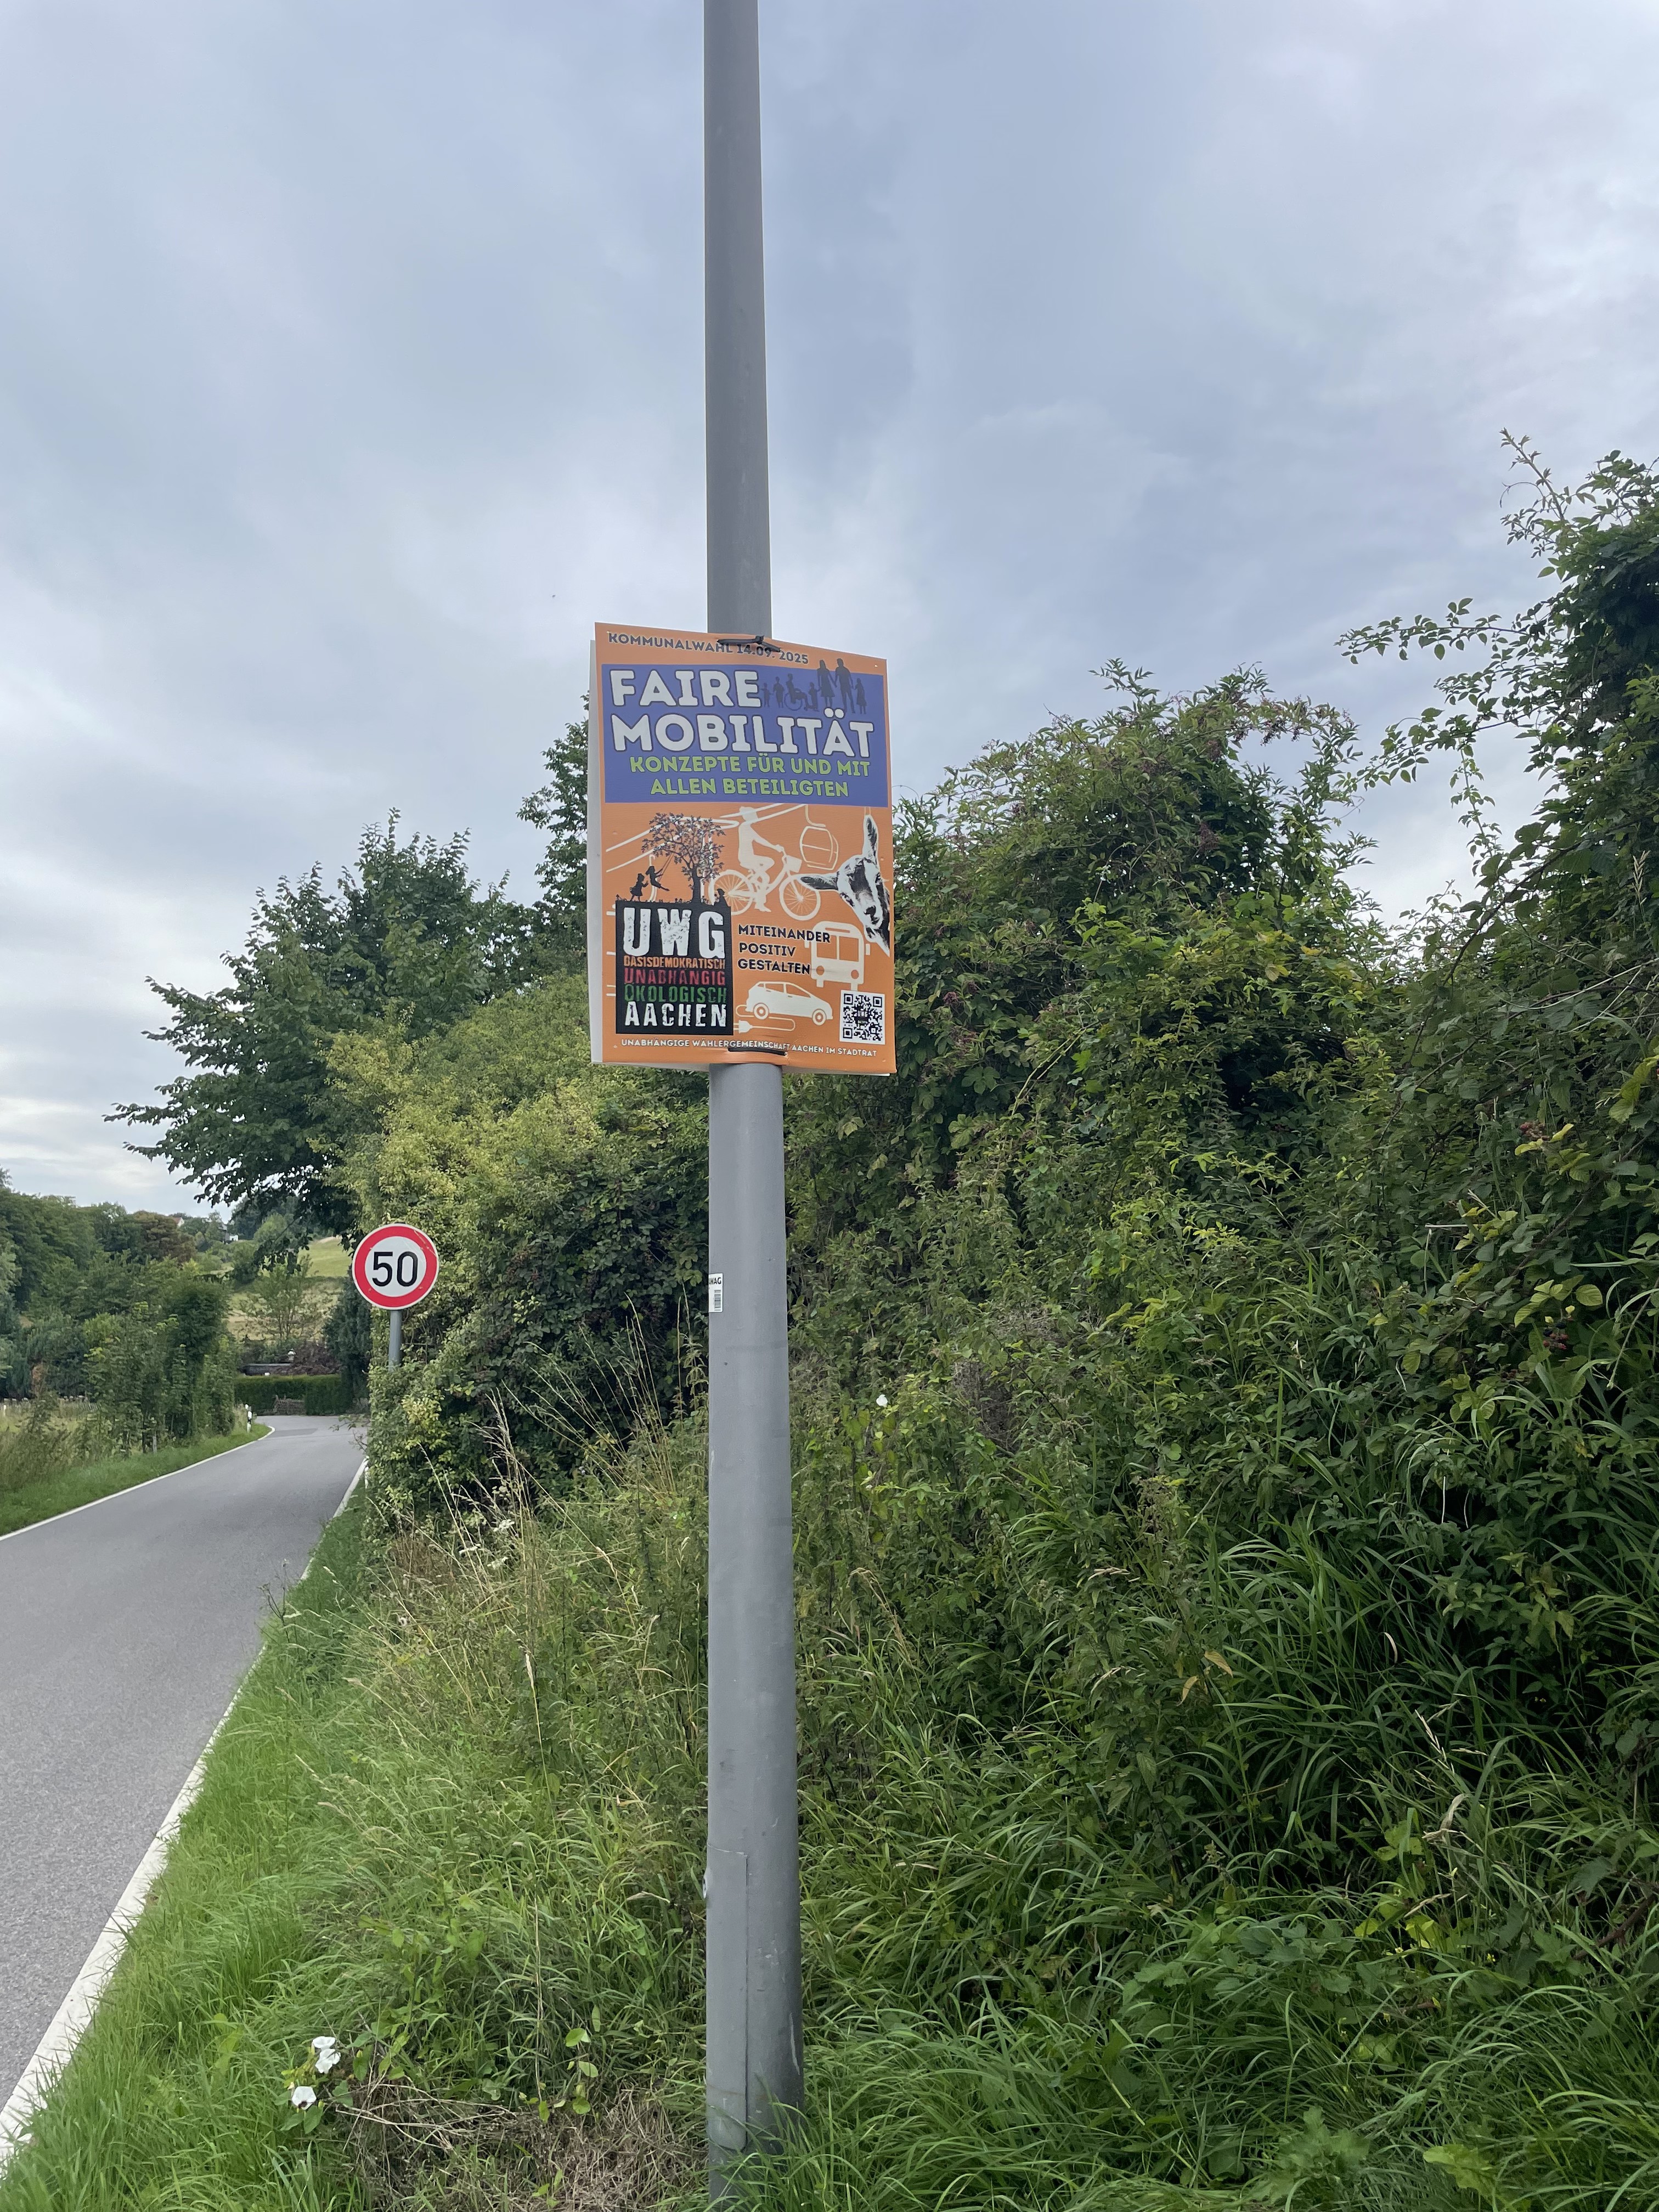 KOMMUNALWAHL 14.09. 2025
FAIRE
MOBILITÄT
KONZEPTE FÜR UND MIT
ALLEN BETEILIGTEN
UWG
BASISDEMOKRATISCH
UNABHÄNGIG
ÖKOLOGISCH
AACHEN
MITEINANDER
POSITIV
GESTALTEN
UNABHÄNGIGE WÄHLERGEMEINSCHAFT AACHEN IM STADTRAT
50